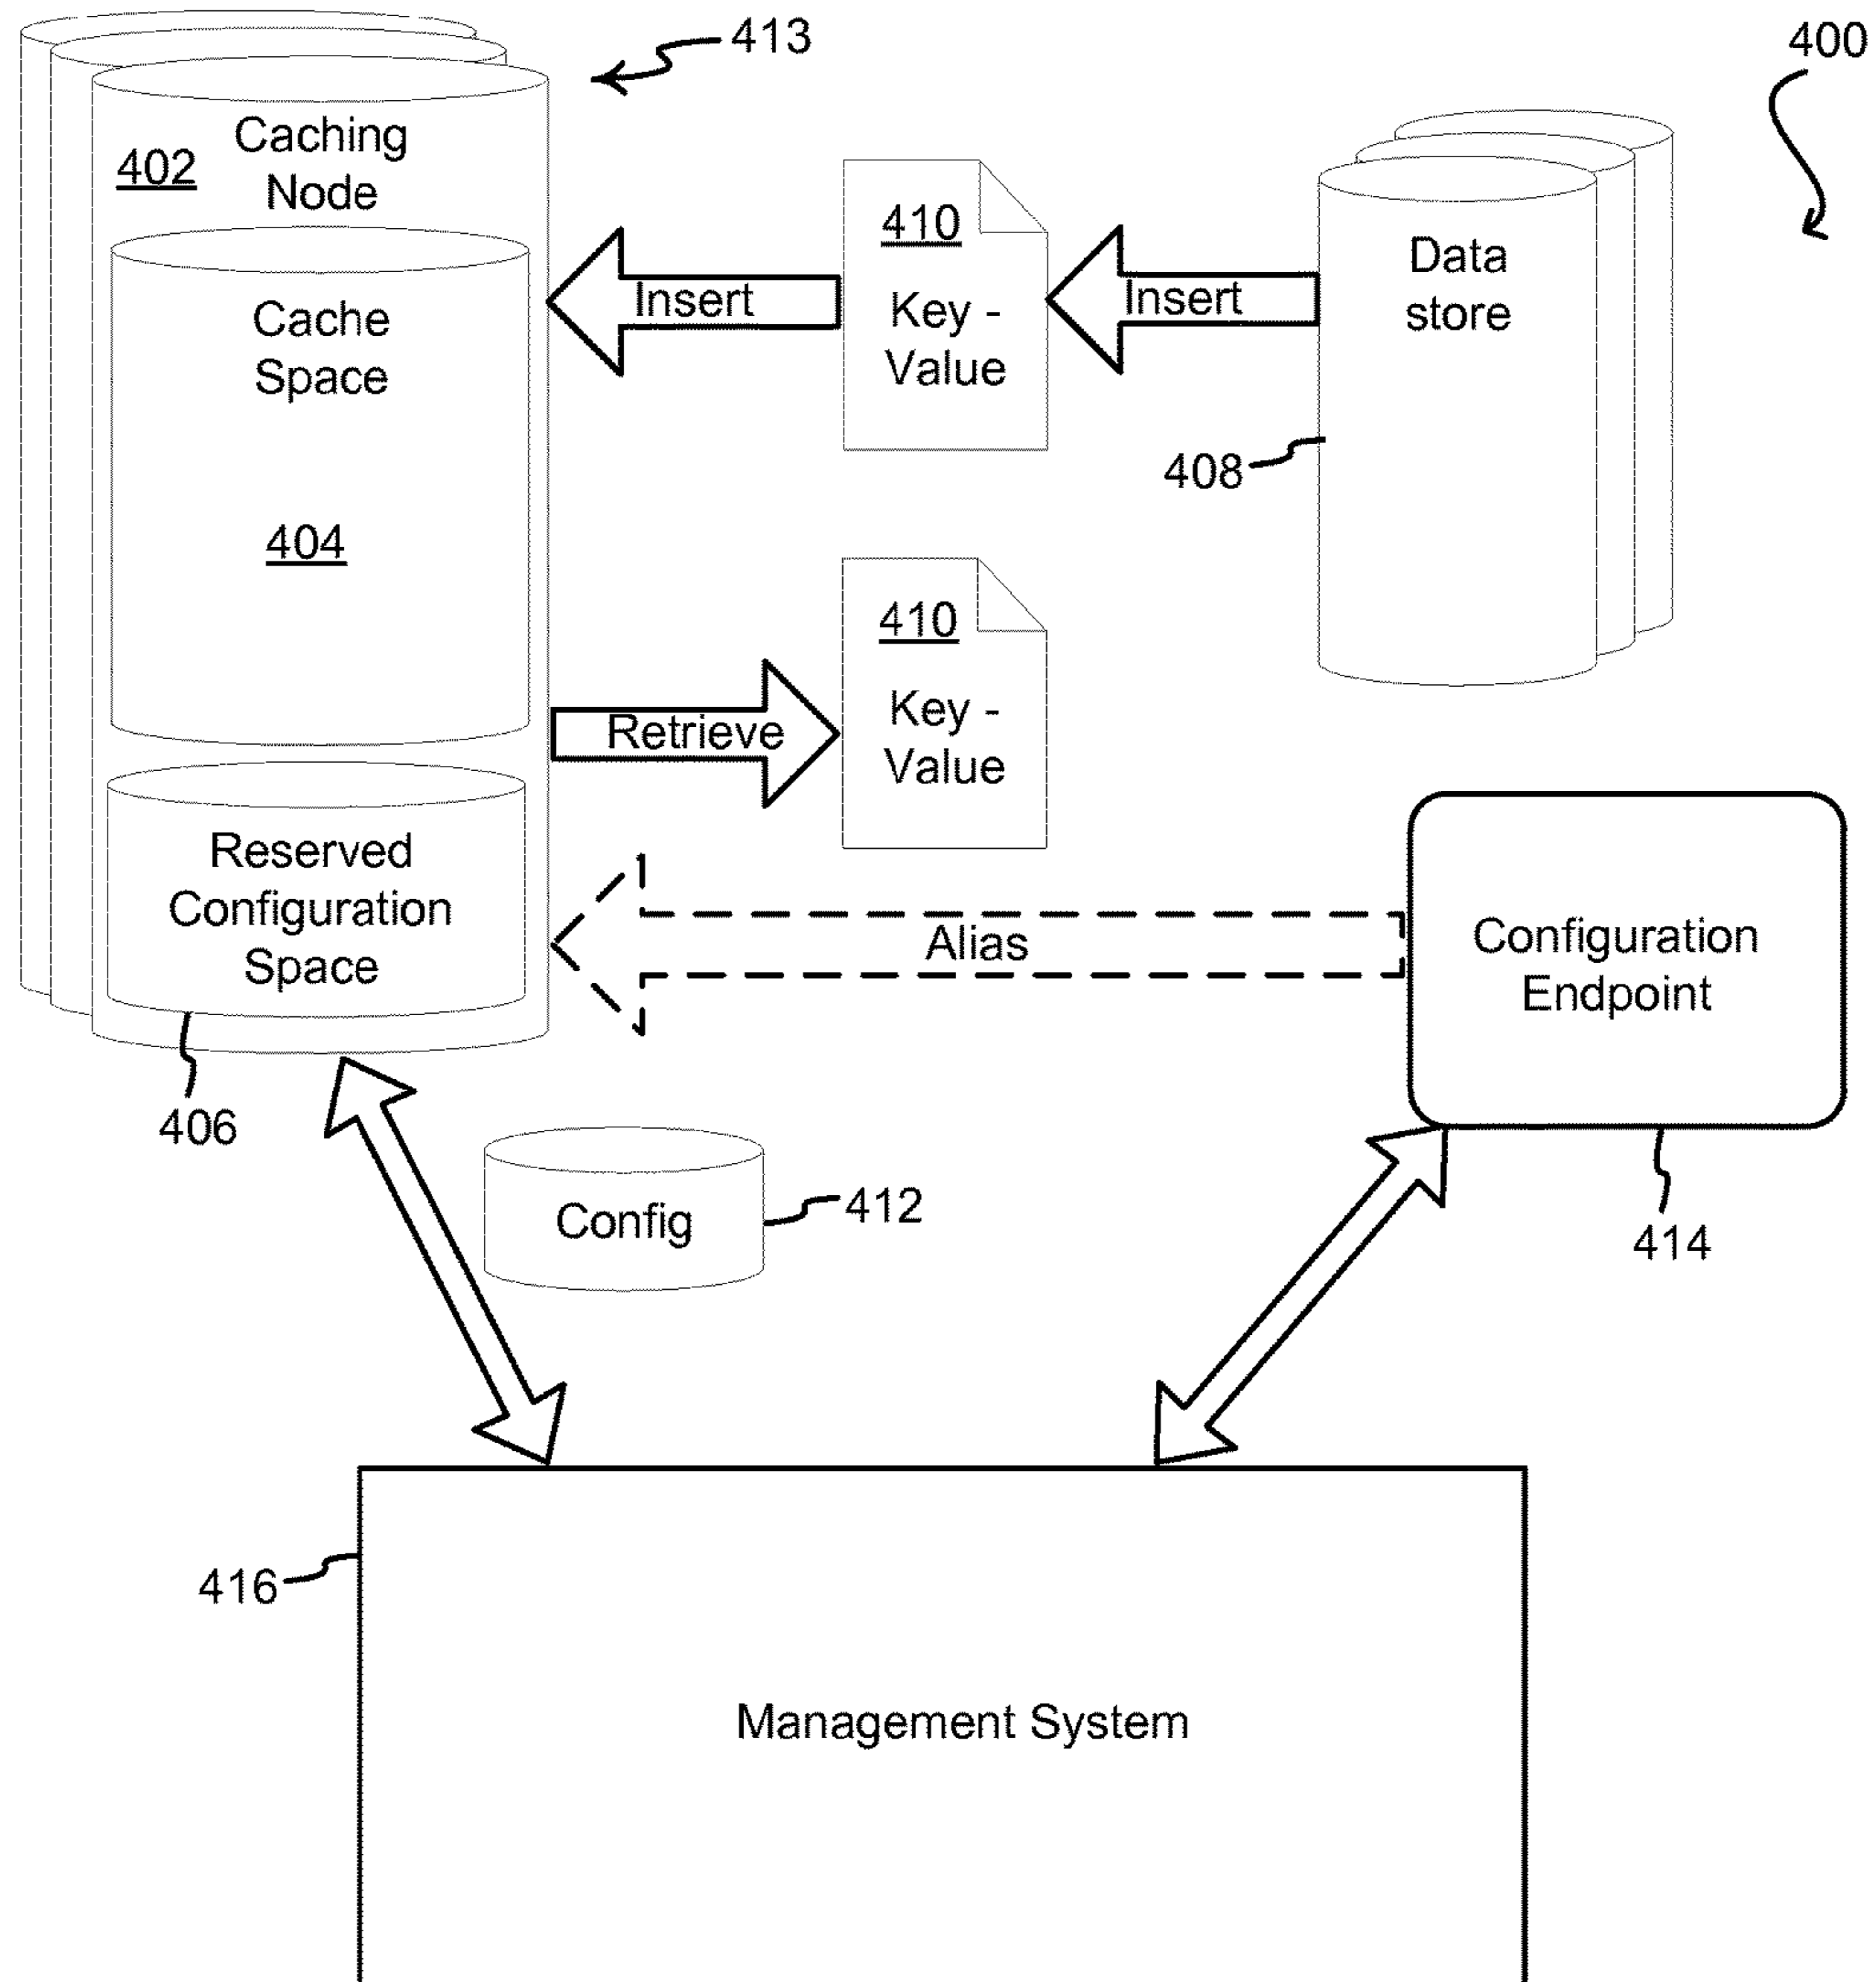 413
400
402
Caching
Node
410
Key -
Value
Insert
Insert
Data
store
408
Cache
Space
404
410
Key -
Value
Retrieve
Reserved
Configuration
Space
406
Alias
Configuration
Endpoint
414
Config
412
416
Management System